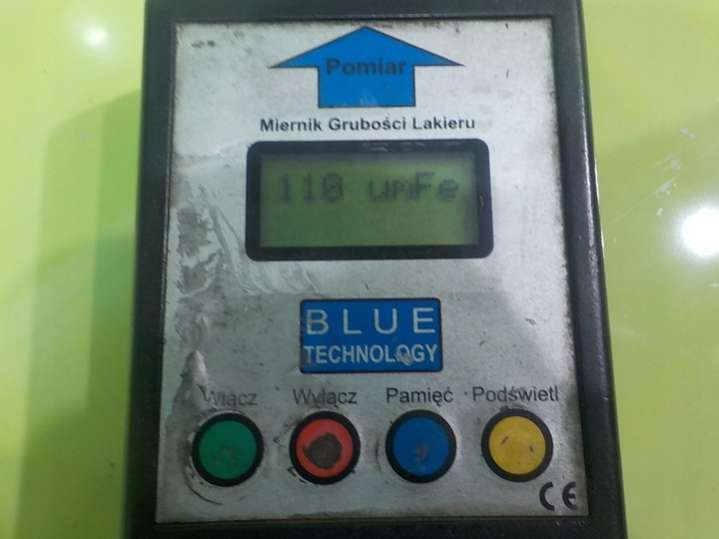 Pomiar
Miernik Grubości Lakieru
110 umFe
BLUE
TECHNOLOGY
Włącz Wyłącz Pamięć Podświetl
CE